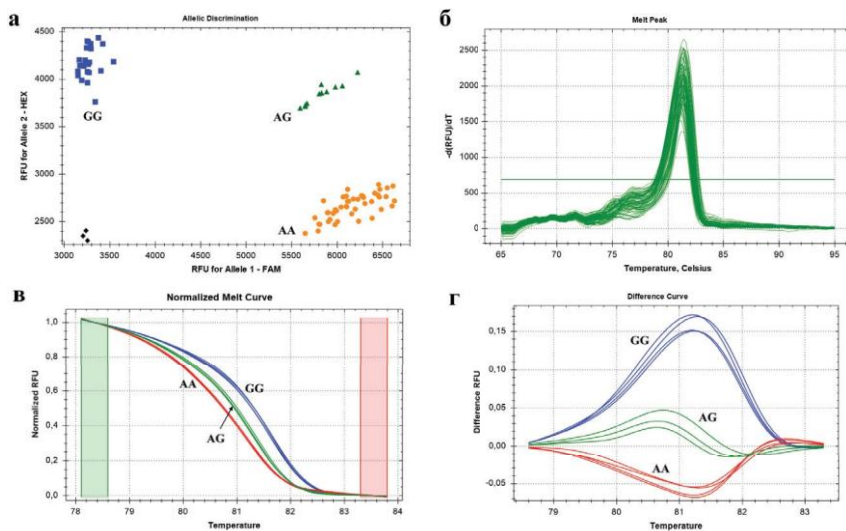 а
Allelic Discrimination
4500
4000
3500
3000
2500
RFU for Allele 2 - HEX
GG
AG
AA
3000 3500 4000 4500 5000 5500 6000 6500
RFU for Allele 1 - FAM
б
Melt Peak
2500
2000
1500
1000
500
0
-d(RFU)/dT
65 70 75 80 85 90 95
Temperature, Celsius
в
Normalized Melt Curve
1,0
0,8
0,6
0,4
0,2
0,0
Normalized RFU
AA
GG
AG
78 79 80 81 82 83 84
Temperature
г
Difference Curve
0,15
0,10
0,05
0,00
-0,05
Difference RFU
GG
AG
AA
79 80 81 82 83
Temperature